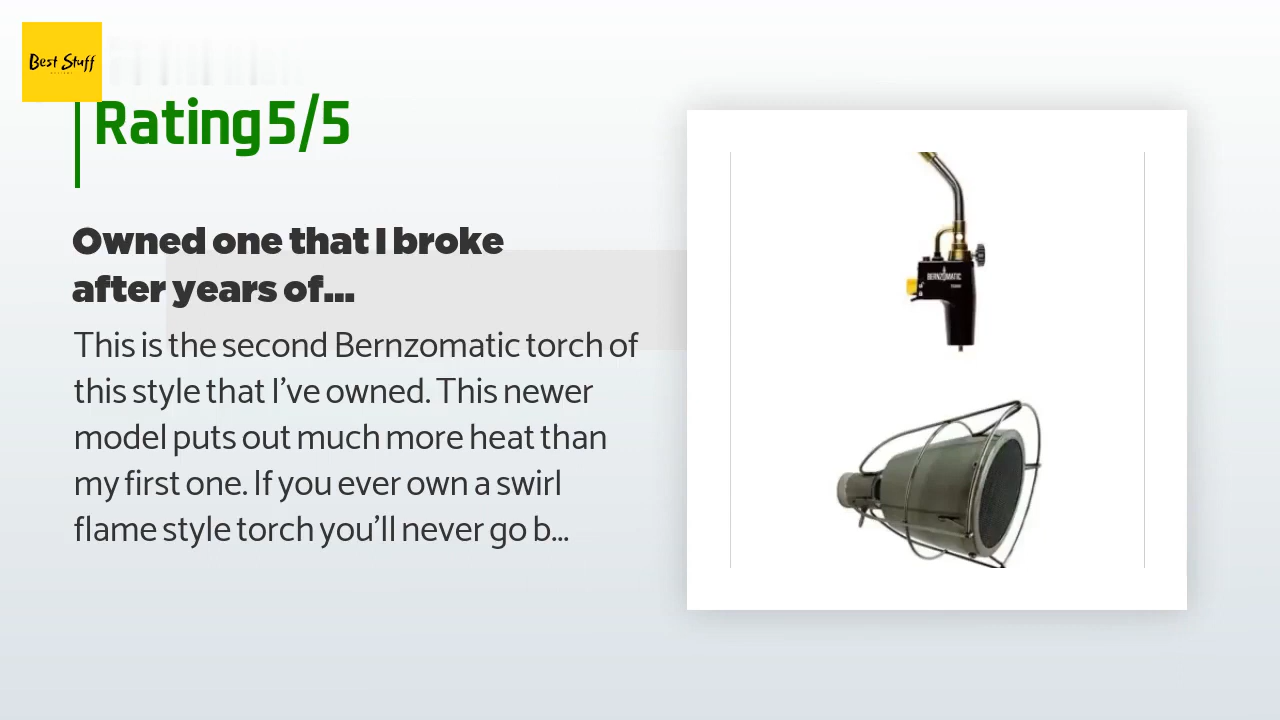 Best Stuff
Rating 5/5
Owned one that I broke
after years of...
This is the second Bernzomatic torch of
this style that I've owned. This newer
model puts out much more heat than
my first one. If you ever own a swirl
flame style torch you'll never go b...
BERNZOMATIC